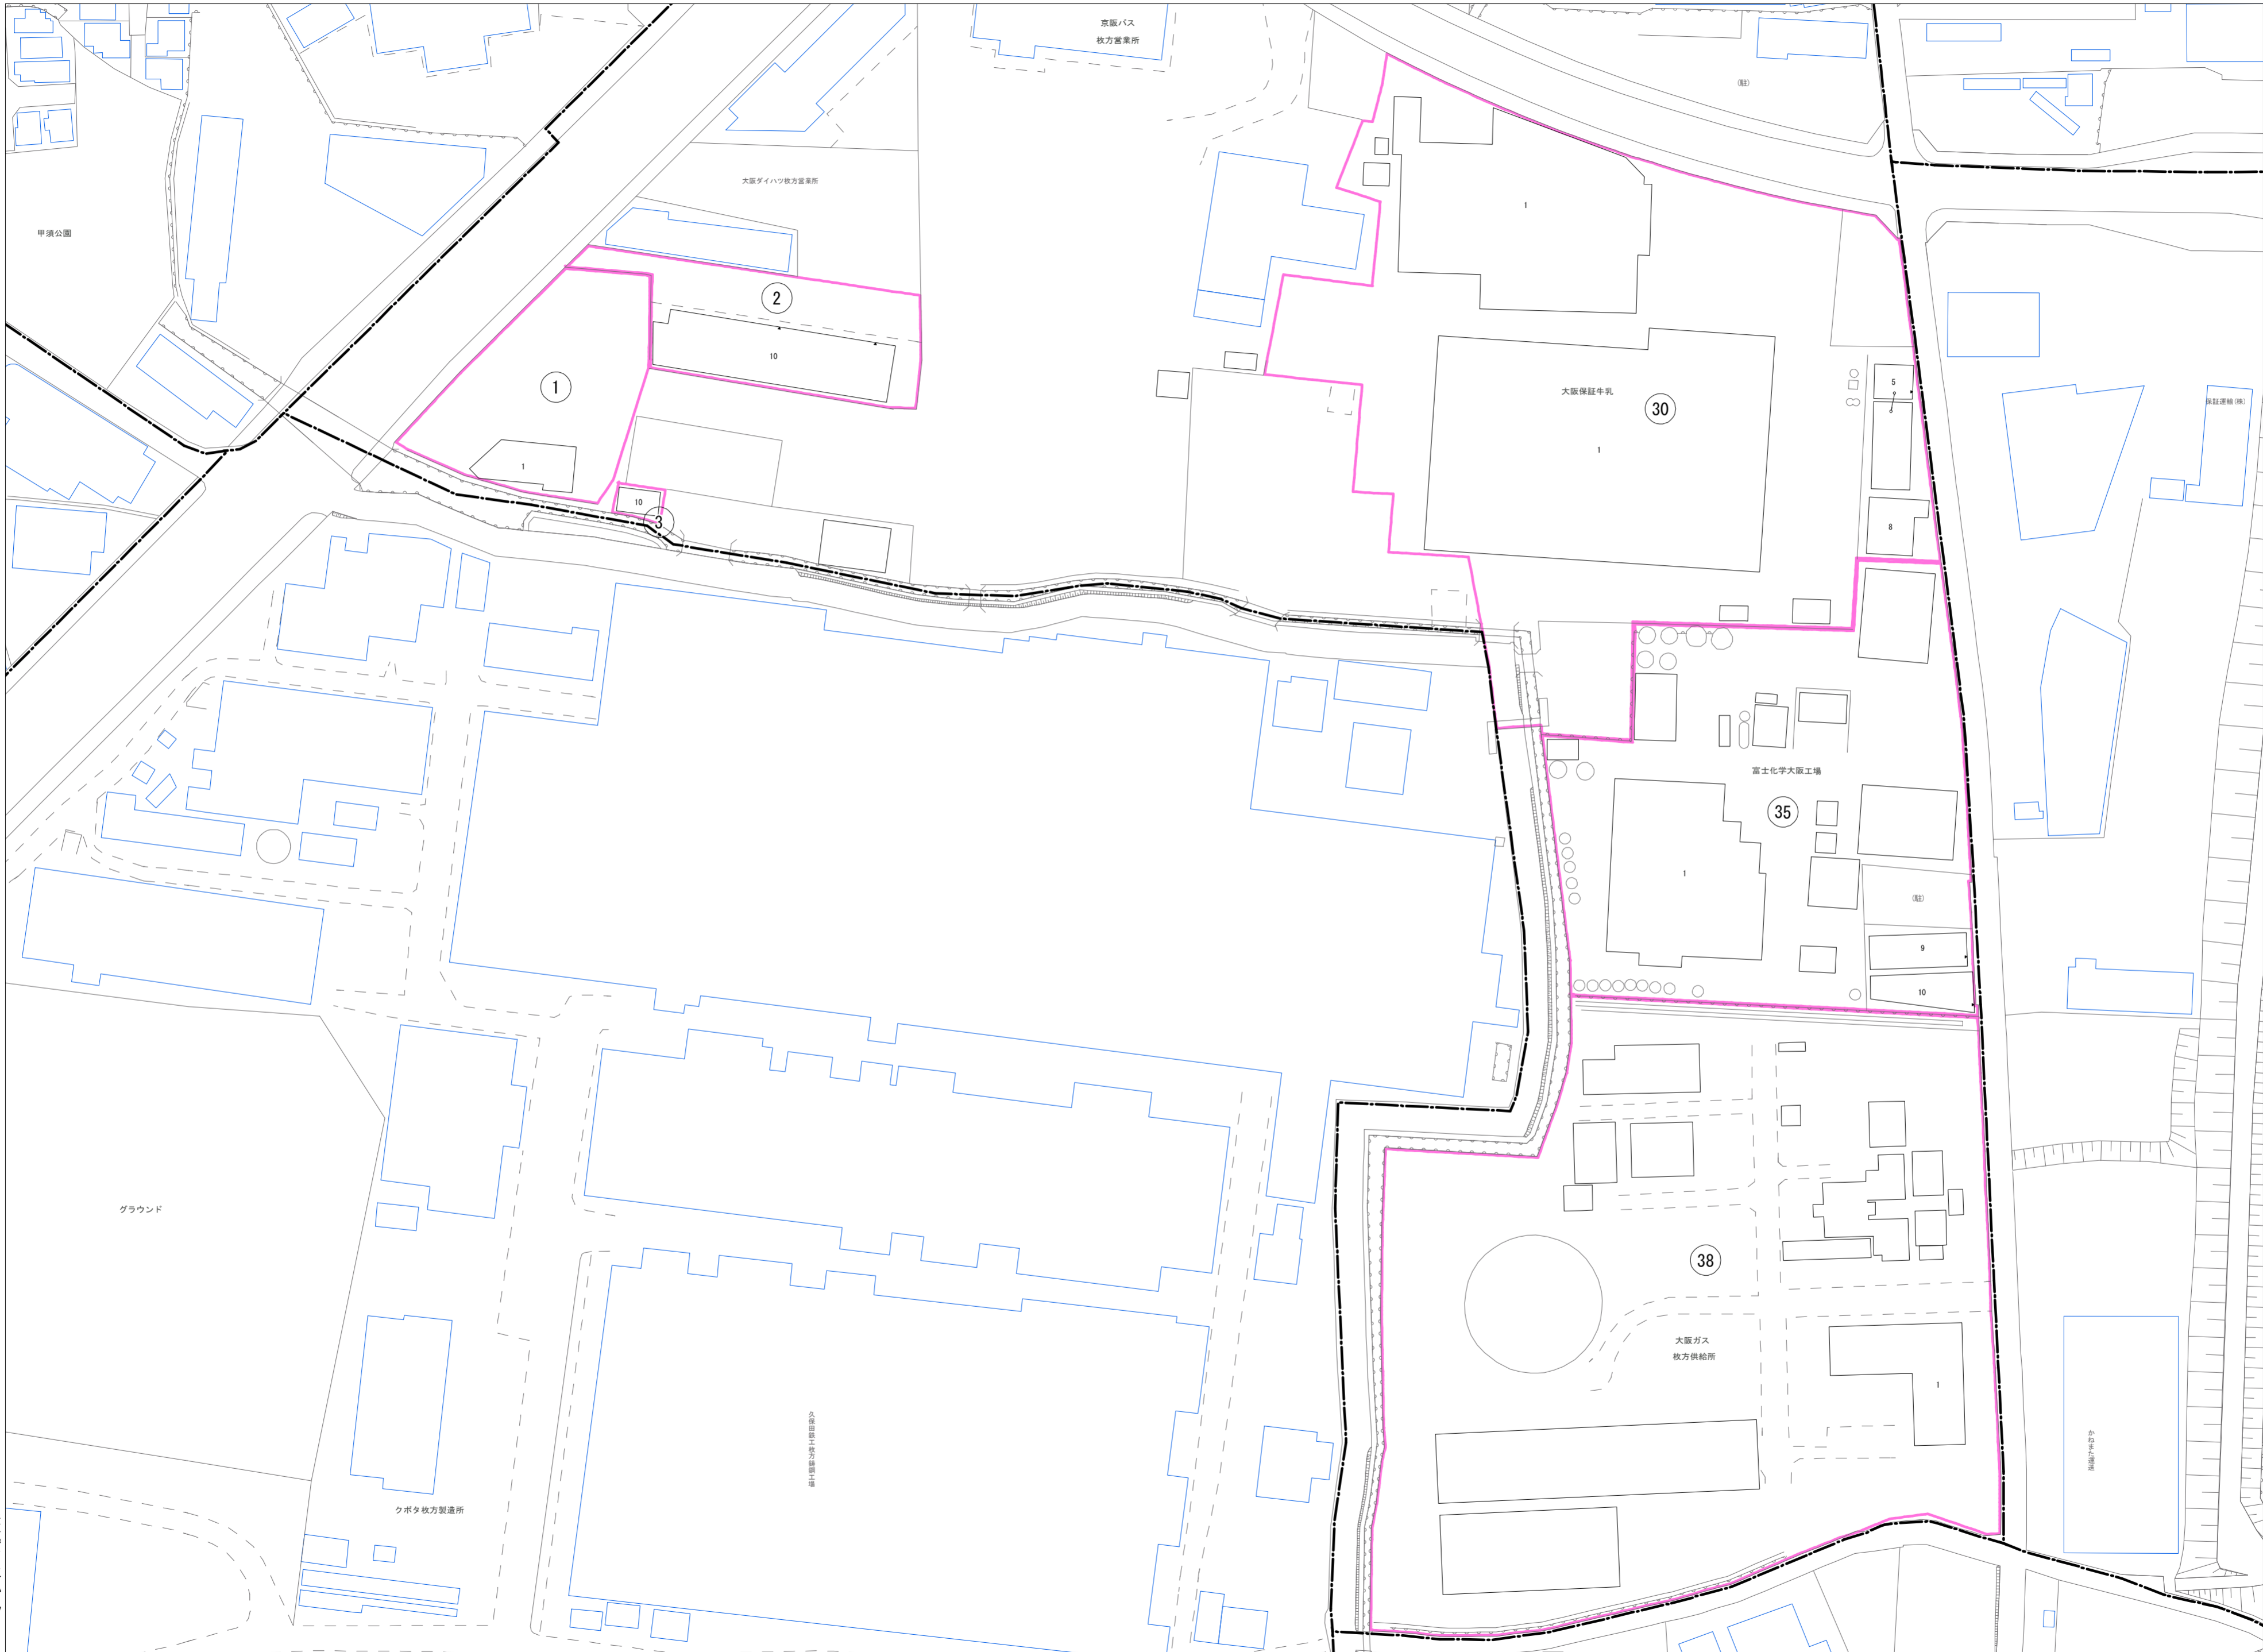 京阪バス
枚方営業所
(駐)
大阪ダイハツ枚方営業所
1
甲須公園
2
10
1
大阪保証牛乳
30
1
5
保証運輸(株)
1
10
3
8
富士化学大阪工場
35
1
(駐)
9
10
グラウンド
38
大阪ガス
枚方供給所
1
久保田鉄工枚方鋳鋼工場
かねまた運送
クボタ枚方製造所